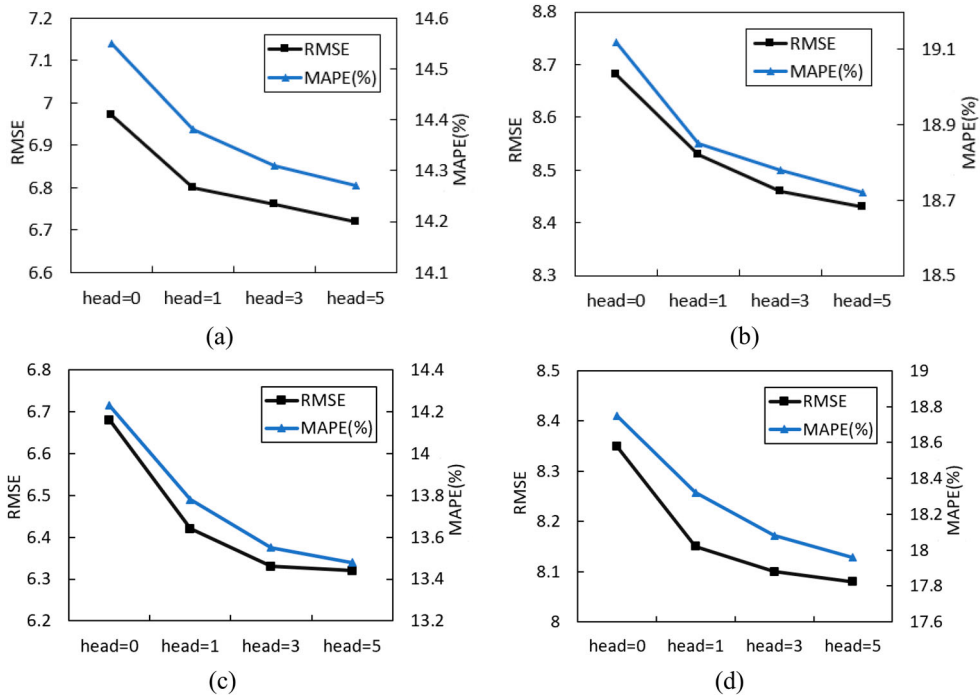 7.2
7.1
7
6.9
6.8
6.7
6.6
RMSE
14.6
14.5
14.4
14.3
14.2
14.1
MAPE(%)
RMSE
MAPE(%)
head=0 head=1 head=3 head=5
(a)
8.8
8.7
8.6
8.5
8.4
8.3
RMSE
19.1
18.9
18.7
18.5
MAPE(%)
RMSE
MAPE(%)
head=0 head=1 head=3 head=5
(b)
6.8
6.7
6.6
6.5
6.4
6.3
6.2
RMSE
14.4
14.2
14
13.8
13.6
13.4
13.2
MAPE(%)
RMSE
MAPE(%)
head=0 head=1 head=3 head=5
(c)
8.5
8.4
8.3
8.2
8.1
8
RMSE
19
18.8
18.6
18.4
18.2
18
17.8
17.6
MAPE(%)
RMSE
MAPE(%)
head=0 head=1 head=3 head=5
(d)